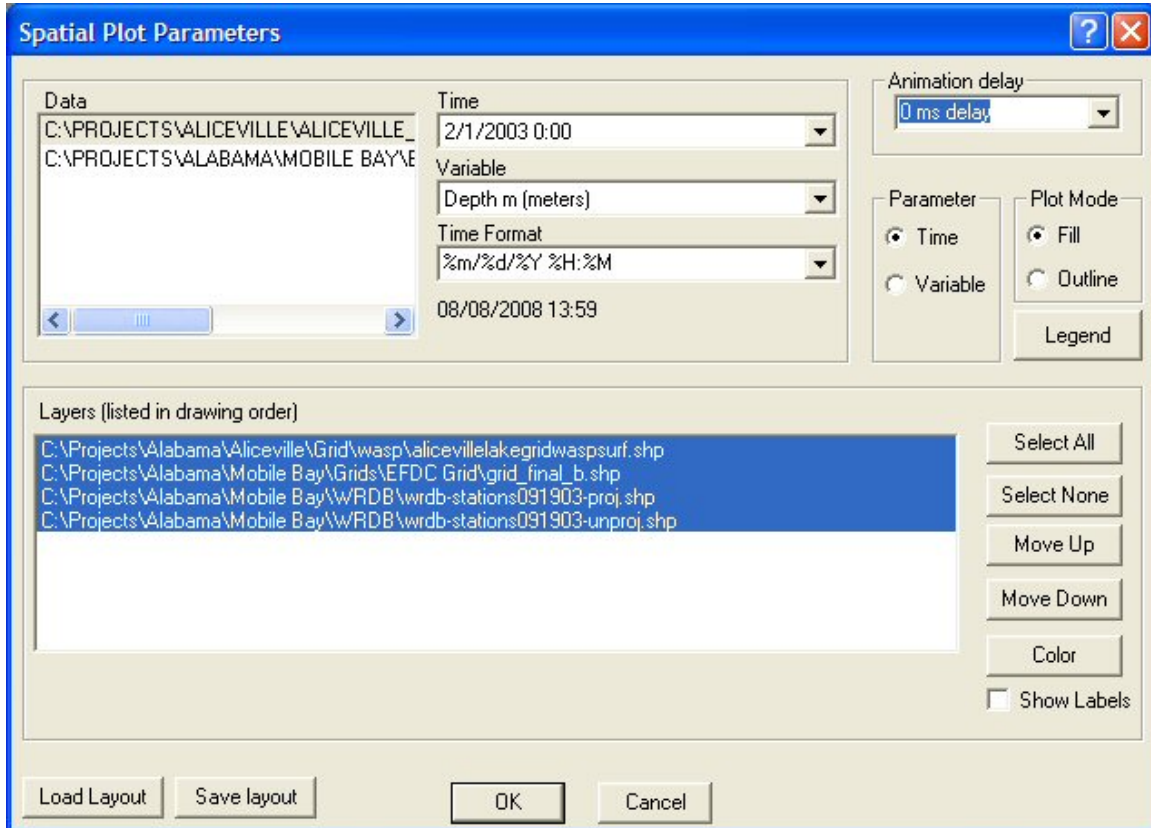 Spatial Plot Parameters
Data
C:\PROJECTS\ALICEVILLE\ALICEVILLE_
C:\PROJECTS\ALABAMA\MOBILE BAY\E
Time
2/1/2003 0:00
Variable
Depth m (meters)
Time Format
%m/%d/%Y %H:%M
08/08/2008 13:59
Animation delay
0 ms delay
Parameter
Time
Variable
Plot Mode
Fill
Outline
Legend
Layers (listed in drawing order)
C:\Projects\Alabama\Aliceville\Grid\wasp\alicevillelakegridwaspsurf.shp
C:\Projects\Alabama\Mobile Bay\Grids\EFDC Grid\grid_final_b.shp
C:\Projects\Alabama\Mobile Bay\WRDB\wrdb-stations091903-proj.shp
C:\Projects\Alabama\Mobile Bay\WRDB\wrdb-stations091903-unproj.shp
Select All
Select None
Move Up
Move Down
Color
Show Labels
Load Layout
Save layout
OK
Cancel